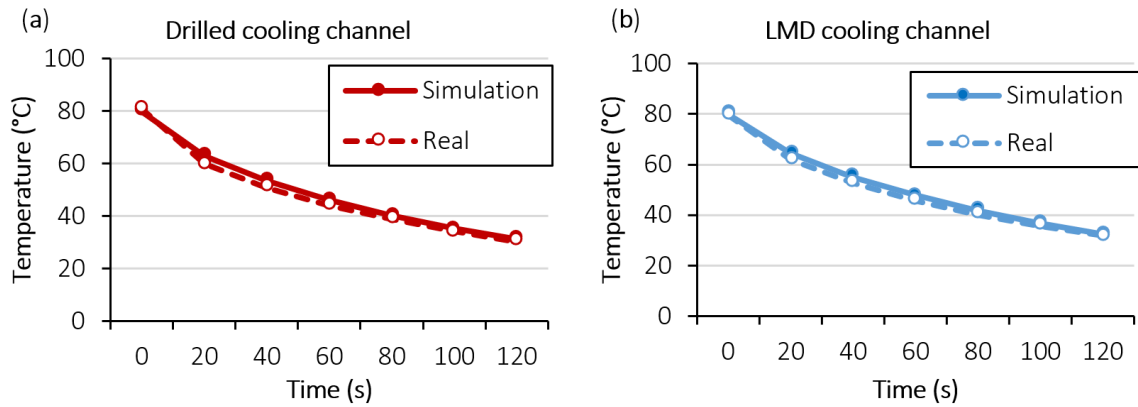 (a)
Drilled cooling channel
100
80
60
40
20
0
Temperature (°C)
Simulation
Real
0 20 40 60 80 100 120
Time (s)
(b)
LMD cooling channel
100
80
60
40
20
0
Temperature (°C)
Simulation
Real
0 20 40 60 80 100 120
Time (s)